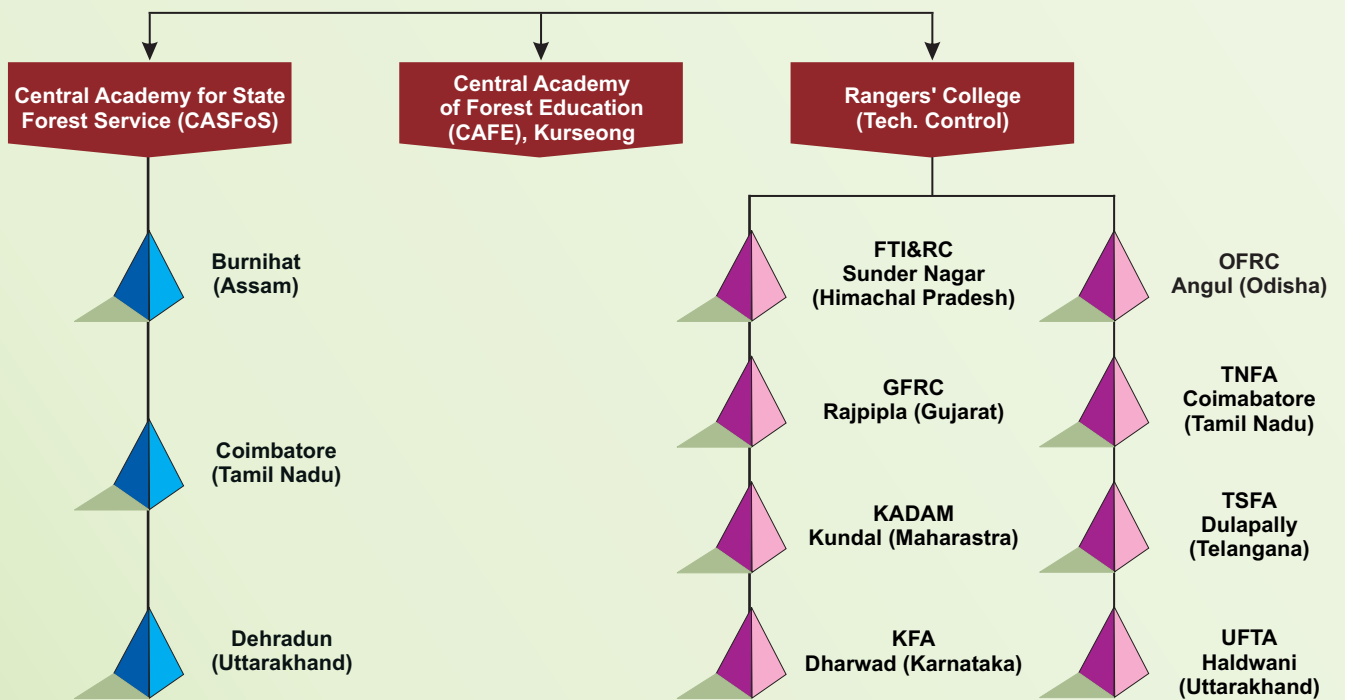 Central Academy for State
Forest Service (CASFoS)
Central Academy
of Forest Education
(CAFE), Kurseong
Rangers' College
(Tech. Control)
Burnihat
(Assam)
Coimbatore
(Tamil Nadu)
Dehradun
(Uttarakhand)
FTI&RC
Sunder Nagar
(Himachal Pradesh)
GFRC
Rajpipla (Gujarat)
KADAM
Kundal (Maharastra)
KFA
Dharwad (Karnataka)
OFRC
Angul (Odisha)
TNFA
Coimabatore
(Tamil Nadu)
TSFA
Dulapally
(Telangana)
UFTA
Haldwani
(Uttarakhand)